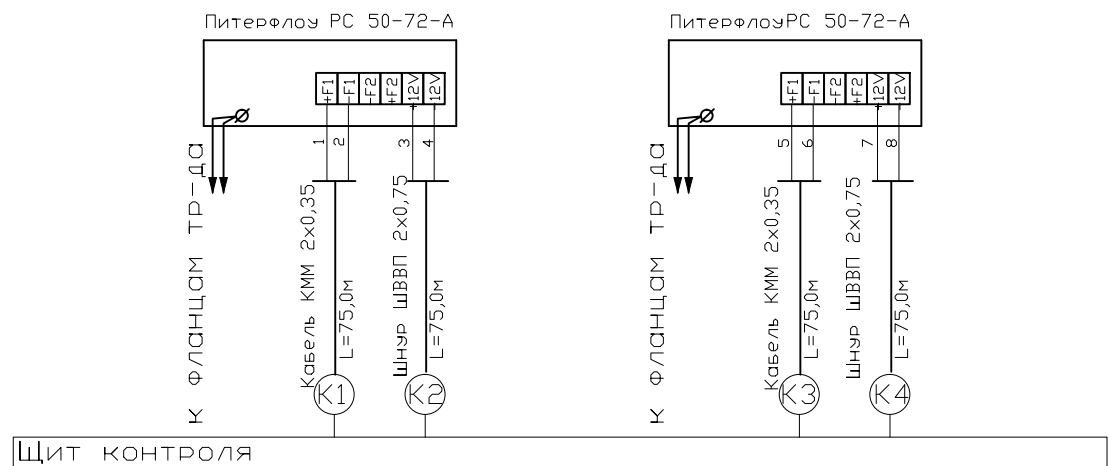 Питерфлоу РС 50-72-А
+F1
-F1
-F2
+F2
+12V
12V
1
2
3
4
К фланцам тр-да
Кабель КММ 2х0,35
L=75,0м
Шнур ШВВП 2х0,75
L=75,0м
К1
К2
ПитерфлоуРС 50-72-А
+F1
-F1
-F2
+F2
+12V
12V
5
6
7
8
К фланцам тр-да
Кабель КММ 2х0,35
L=75,0м
Шнур ШВВП 2х0,75
L=75,0м
К3
К4
Щит контроля